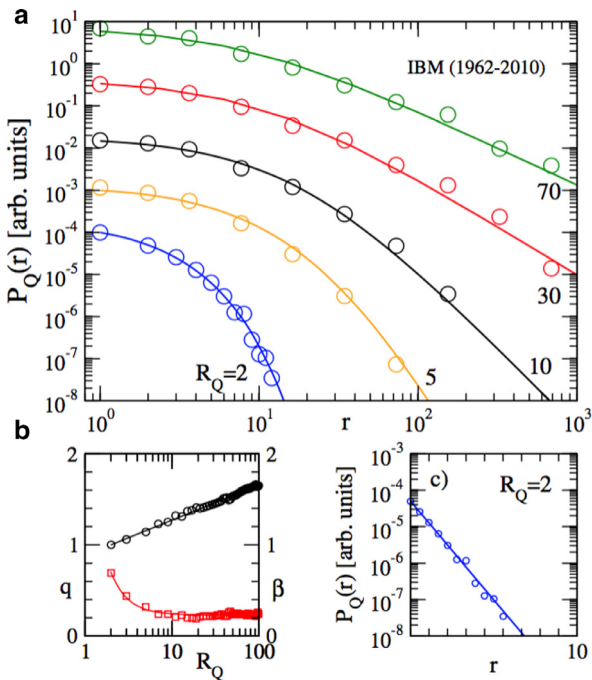 a
10^1
10^0
10^-1
10^-2
10^-3
10^-4
10^-5
10^-6
10^-7
10^-8
P_Q(r) [arb. units]
IBM (1962-2010)
70
30
10
5
R_Q=2
10^0
10^1
r
10^2
10^3
b
2
1
0
q
2
1
0
β
1
10
100
R_Q
c)
R_Q=2
10^-3
10^-4
10^-5
10^-6
10^-7
10^-8
P_Q(r) [arb. units]
r
10